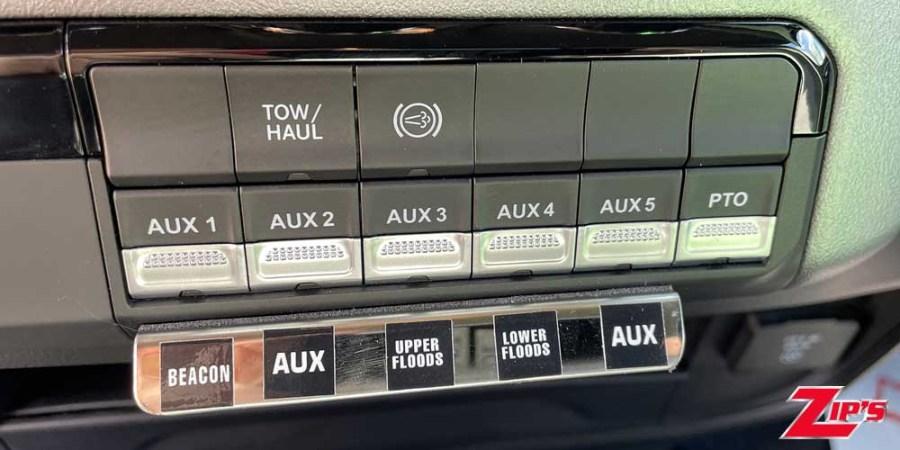 TOW/
HAUL
AUX 1
AUX 2
AUX 3
AUX 4
AUX 5
PTO
BEACON
AUX
UPPER
FLOODS
LOWER
FLOODS
AUX
ZIP'S